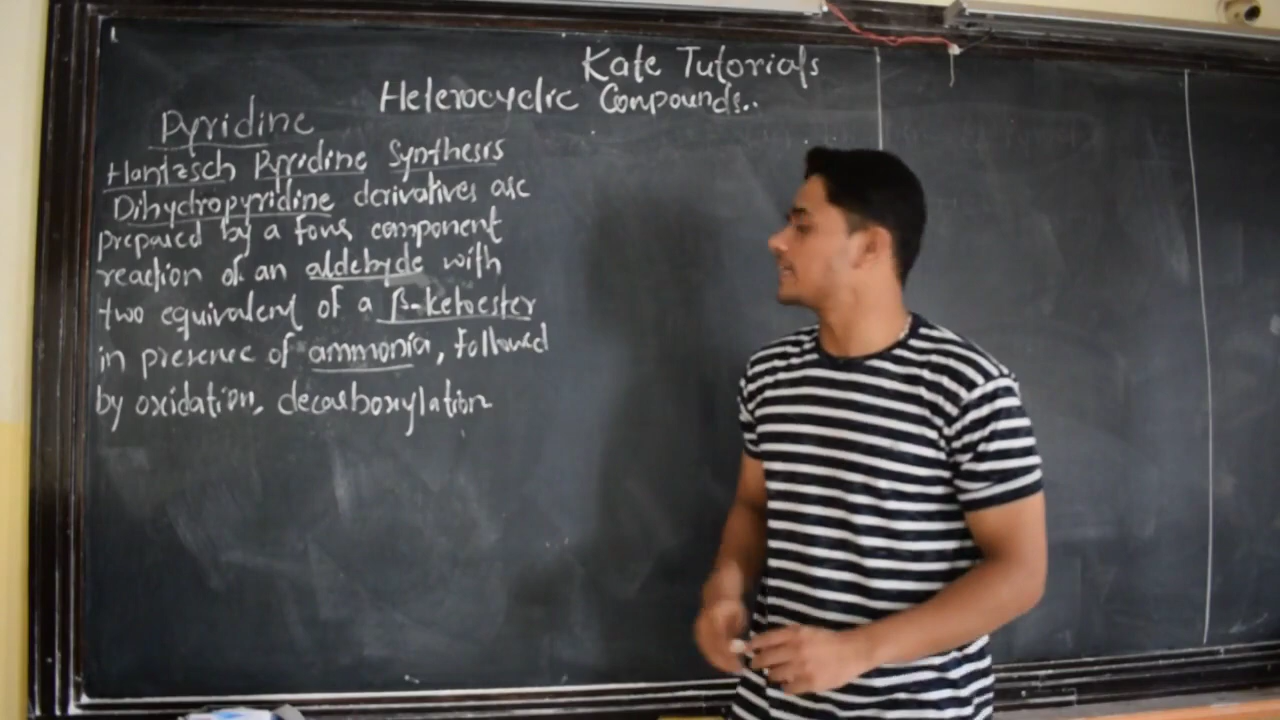 Kate Tutorials
Heterocyclic Compounds..
Pyridine
Hantzsch Pyridine Synthesis
Dihydropyridine derivatives are
prepared by a four component
reaction of an aldehyde with
two equivalent of a β-ketoester
in presence of ammonia, followed
by oxidation, decarboxylation